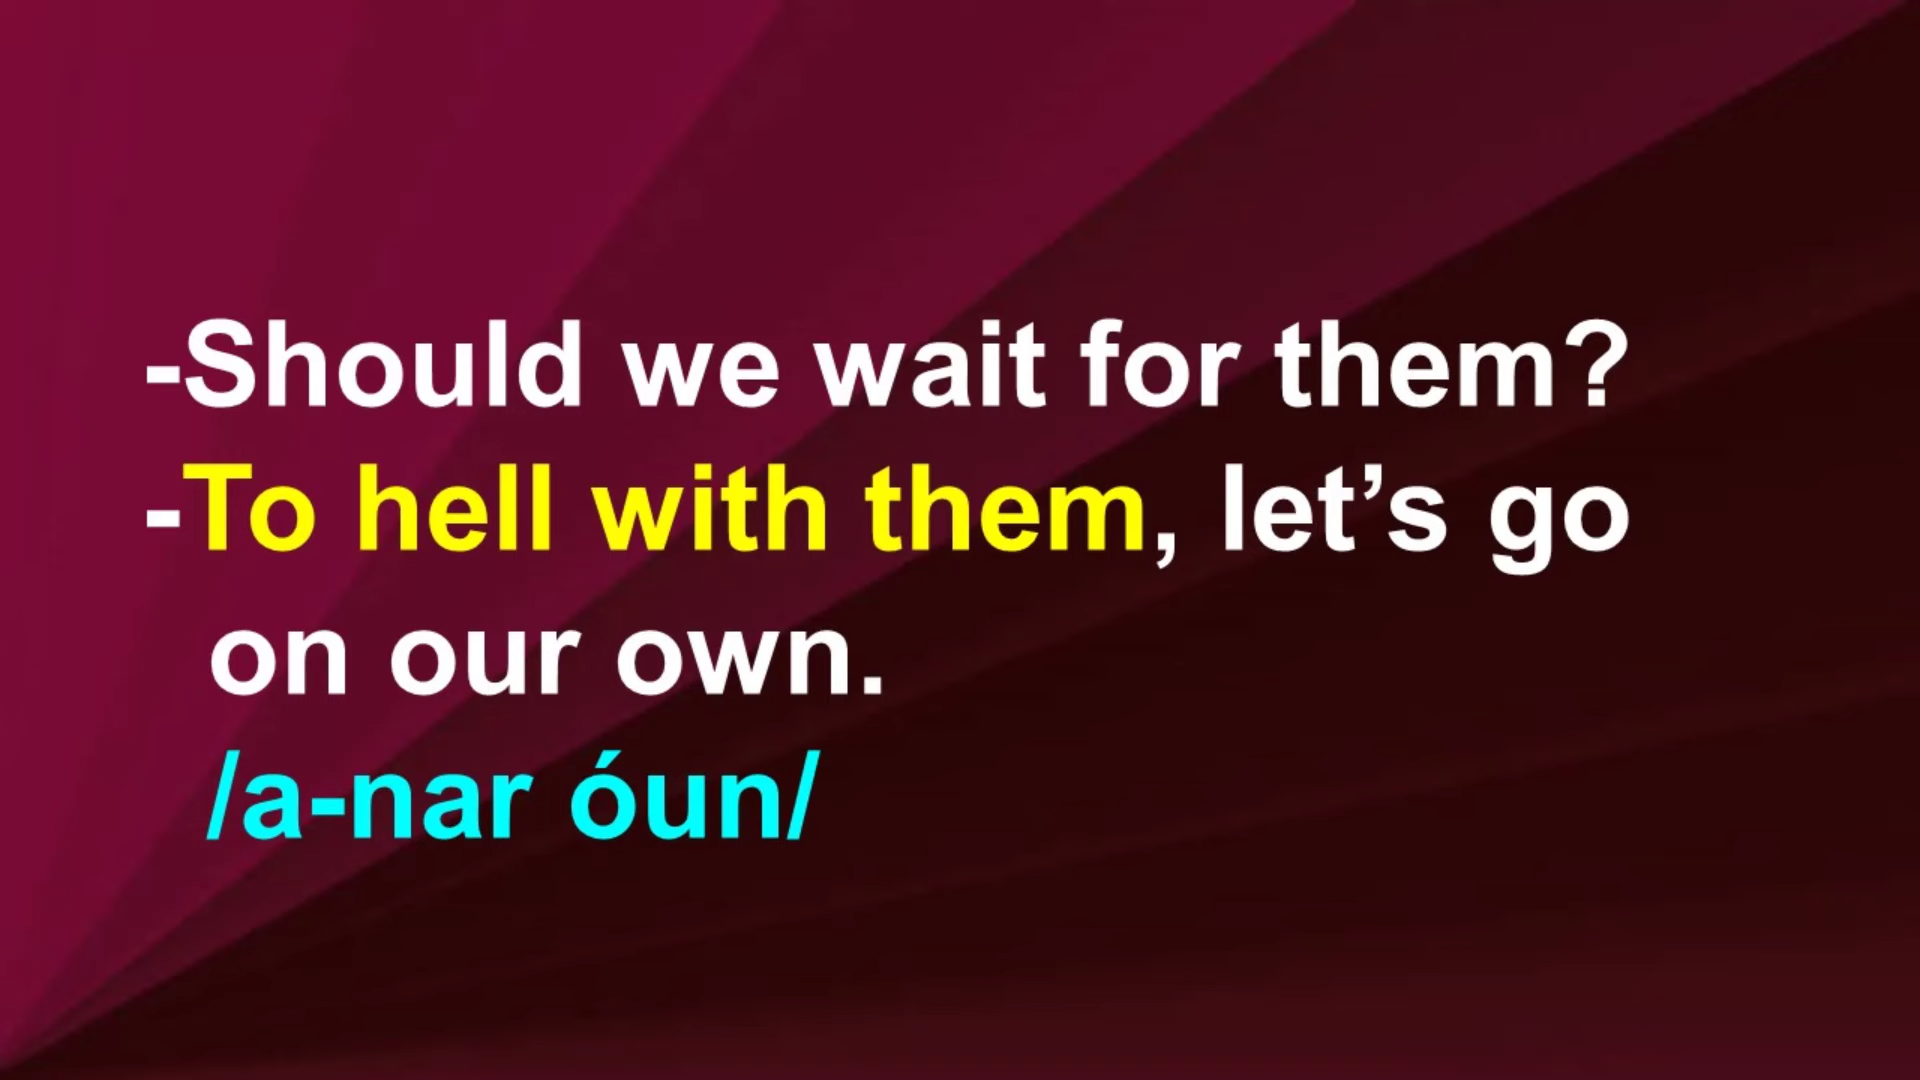 -Should we wait for them?
-To hell with them, let’s go
on our own.
/a-nar óun/